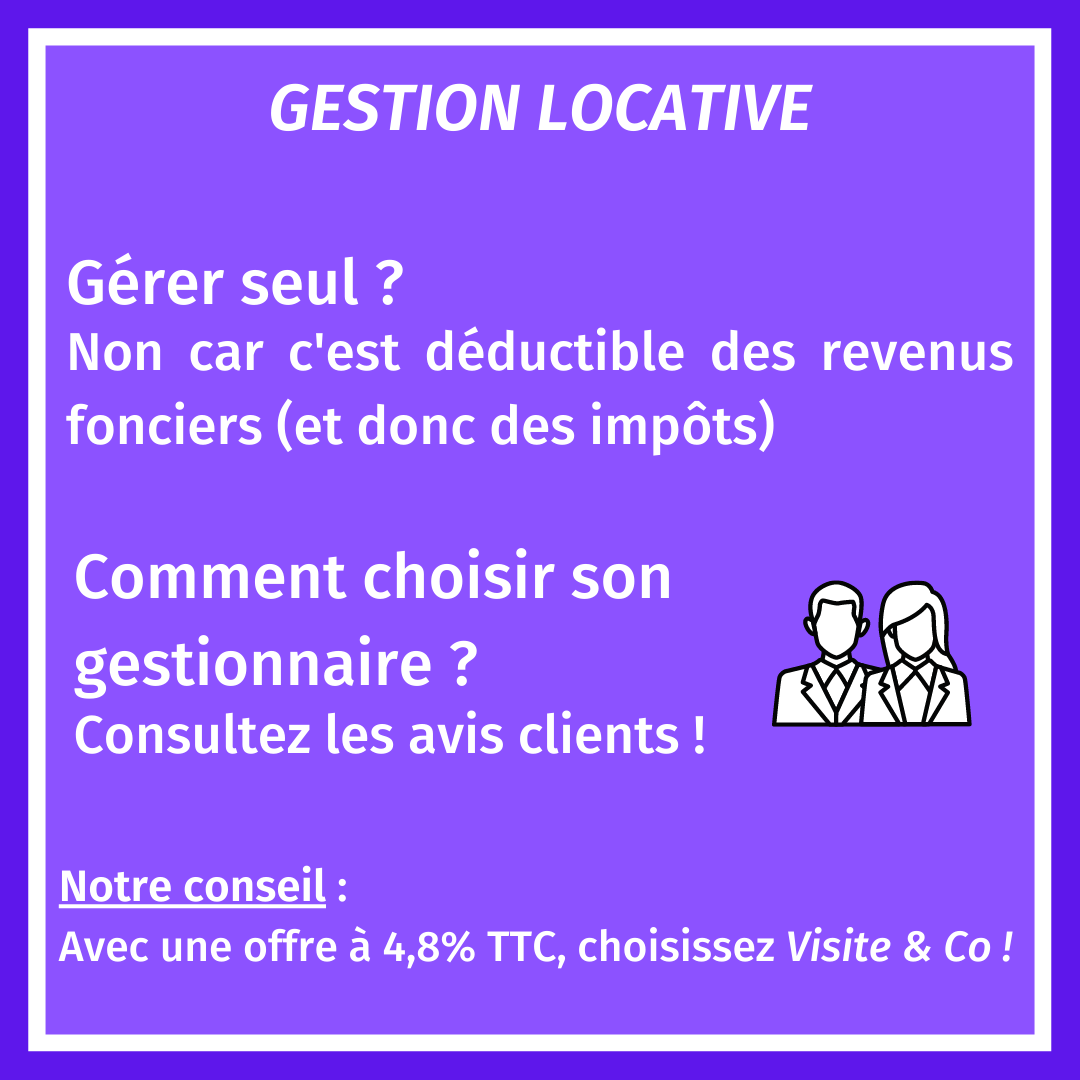 GESTION LOCATIVE
Gérer seul ?
Non car c'est déductible des revenus
fonciers (et donc des impôts)
Comment choisir son
gestionnaire ?
Consultez les avis clients !
Notre conseil :
Avec une offre à 4,8% TTC, choisissez Visite & Co !